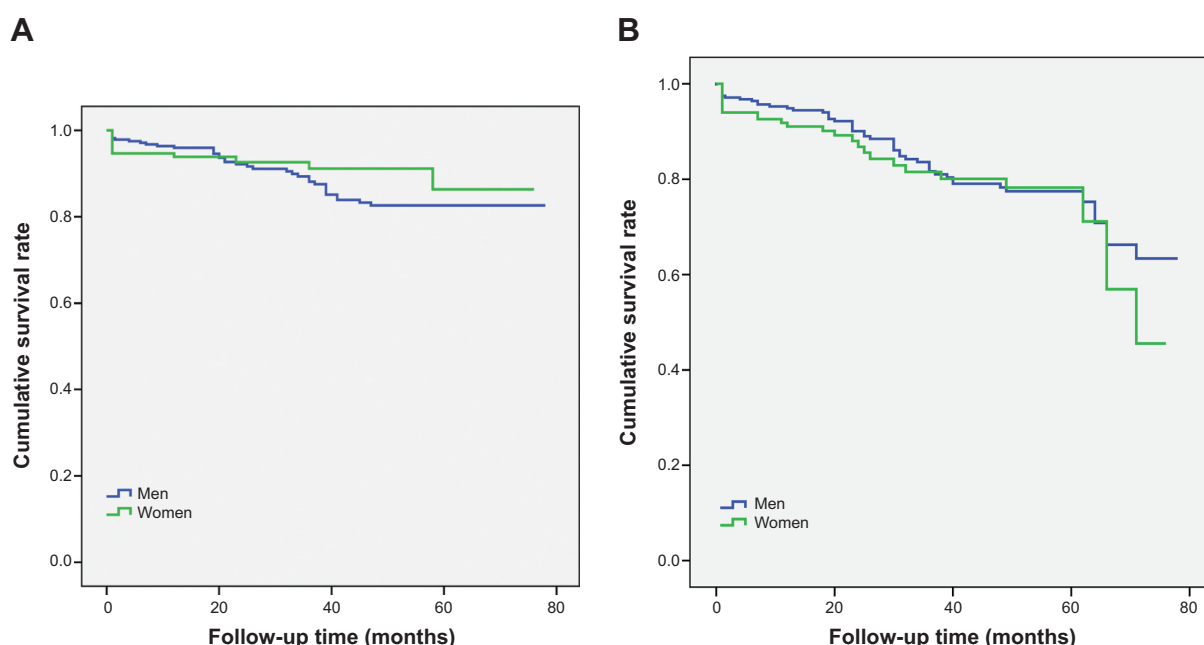 A
Cumulative survival rate
1.0
0.8
0.6
0.4
0.2
0.0
Men
Women
0 20 40 60 80
Follow-up time (months)
B
Cumulative survival rate
1.0
0.8
0.6
0.4
0.2
0.0
Men
Women
0 20 40 60 80
Follow-up time (months)